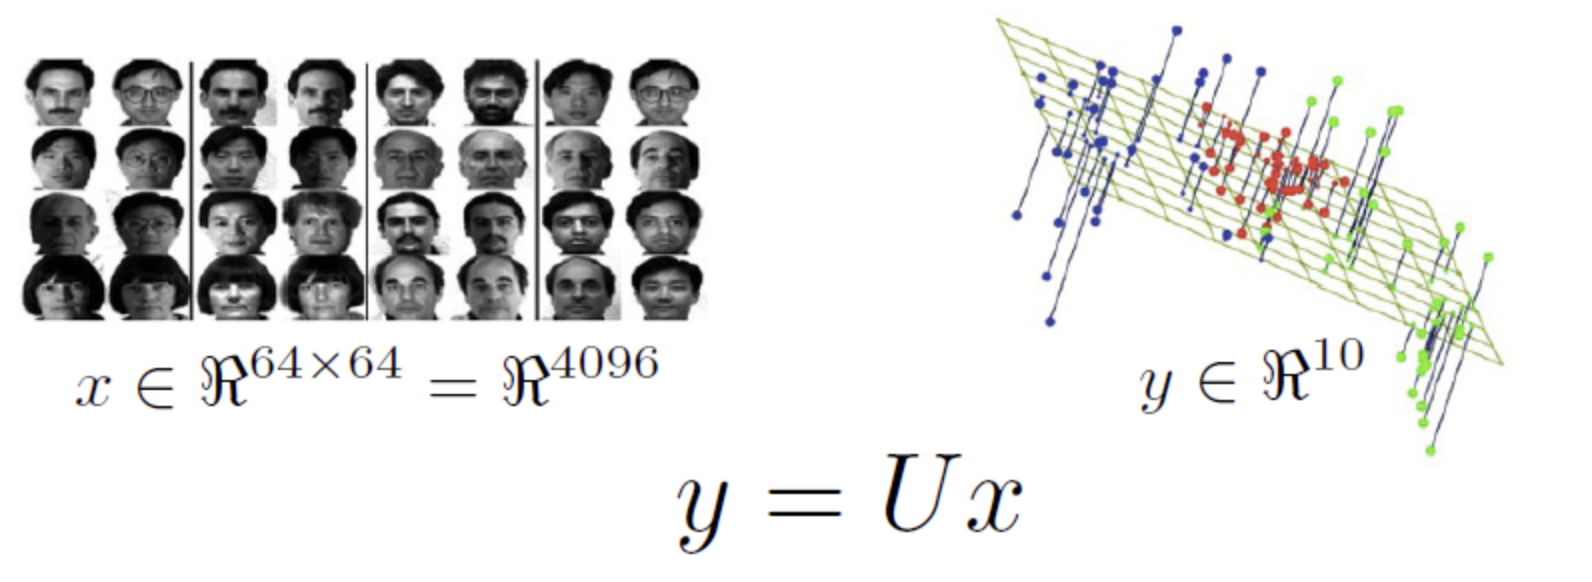 x ∈ ℜ^{64×64} = ℜ^{4096}
y ∈ ℜ^{10}
y = Ux